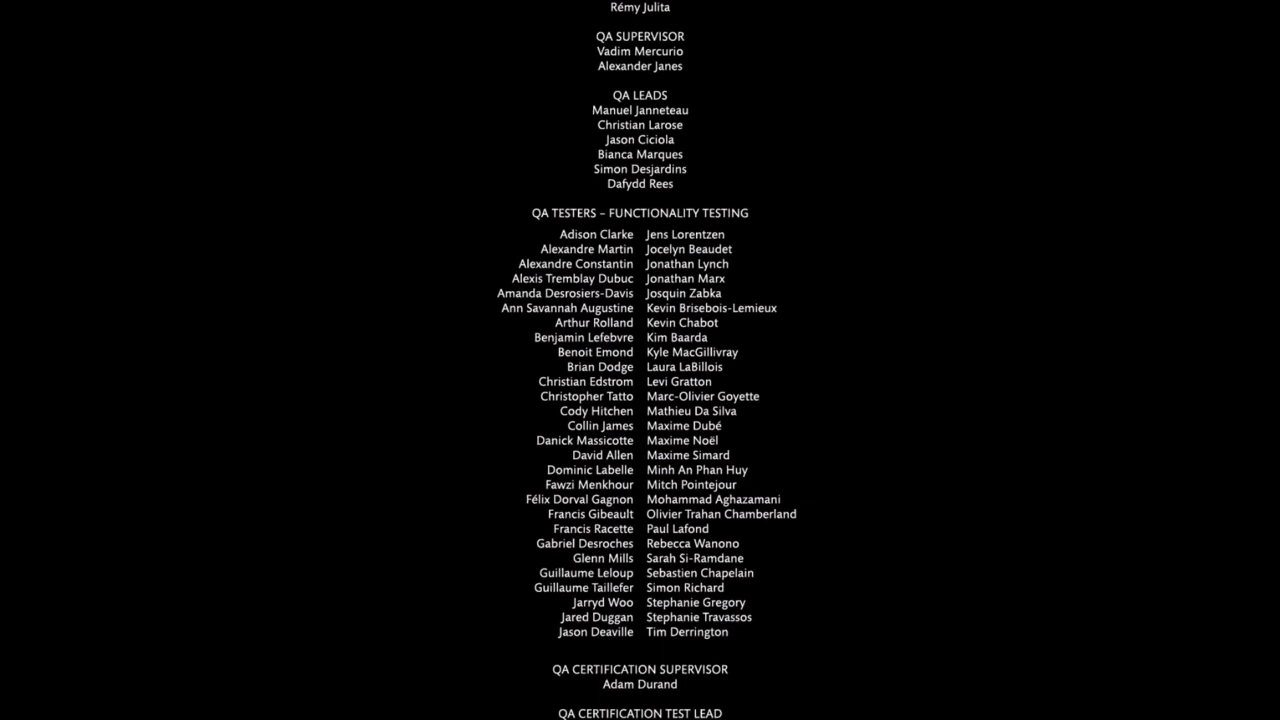 Rémy Julita
QA SUPERVISOR
Vadim Mercurio
Alexander Janes
QA LEADS
Manuel Janneteau
Christian Larose
Jason Ciciola
Bianca Marques
Simon Desjardins
Dafydd Rees
QA TESTERS – FUNCTIONALITY TESTING
Adison Clarke Jens Lorentzen
Alexandre Martin Jocelyn Beaudet
Alexandre Constantin Jonathan Lynch
Alexis Tremblay Dubuc Jonathan Marx
Amanda Desrosiers-Davis Josquin Zabka
Ann Savannah Augustine Kevin Brisebois-Lemieux
Arthur Rolland Kevin Chabot
Benjamin Lefebvre Kim Baarda
Benoit Emond Kyle MacGillivray
Brian Dodge Laura LaBillois
Christian Edstrom Levi Gratton
Christopher Tatto Marc-Olivier Goyette
Cody Hitchen Mathieu Da Silva
Collin James Maxime Dubé
Danick Massicotte Maxime Noël
David Allen Maxime Simard
Dominic Labelle Minh An Phan Huy
Fawzi Menkhour Mitch Pointejour
Félix Dorval Gagnon Mohammad Aghazamani
Francis Gibeault Olivier Trahan Chamberland
Francis Racette Paul Lafond
Gabriel Desroches Rebecca Wanono
Glenn Mills Sarah Si-Ramdane
Guillaume Leloup Sebastien Chapelain
Guillaume Taillefer Simon Richard
Jarryd Woo Stephanie Gregory
Jared Duggan Stephanie Travassos
Jason Deaville Tim Derrington
QA CERTIFICATION SUPERVISOR
Adam Durand
QA CERTIFICATION TEST LEAD